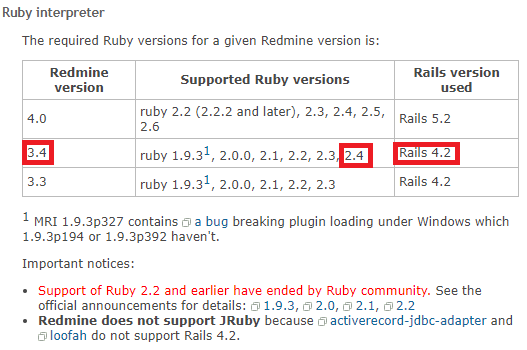 Ruby interpreter
The required Ruby versions for a given Redmine version is:
Redmine version
Supported Ruby versions
Rails version used
4.0
ruby 2.2 (2.2.2 and later), 2.3, 2.4, 2.5, 2.6
Rails 5.2
3.4
ruby 1.9.3¹, 2.0.0, 2.1, 2.2, 2.3, 2.4
Rails 4.2
3.3
ruby 1.9.3¹, 2.0.0, 2.1, 2.2, 2.3
Rails 4.2
¹ MRI 1.9.3p327 contains a bug breaking plugin loading under Windows which
1.9.3p194 or 1.9.3p392 haven't.
Important notices:
• Support of Ruby 2.2 and earlier have ended by Ruby community. See the
official announcements for details: 1.9.3, 2.0, 2.1, 2.2
• Redmine does not support JRuby because activerecord-jdbc-adapter and
loofah do not support Rails 4.2.